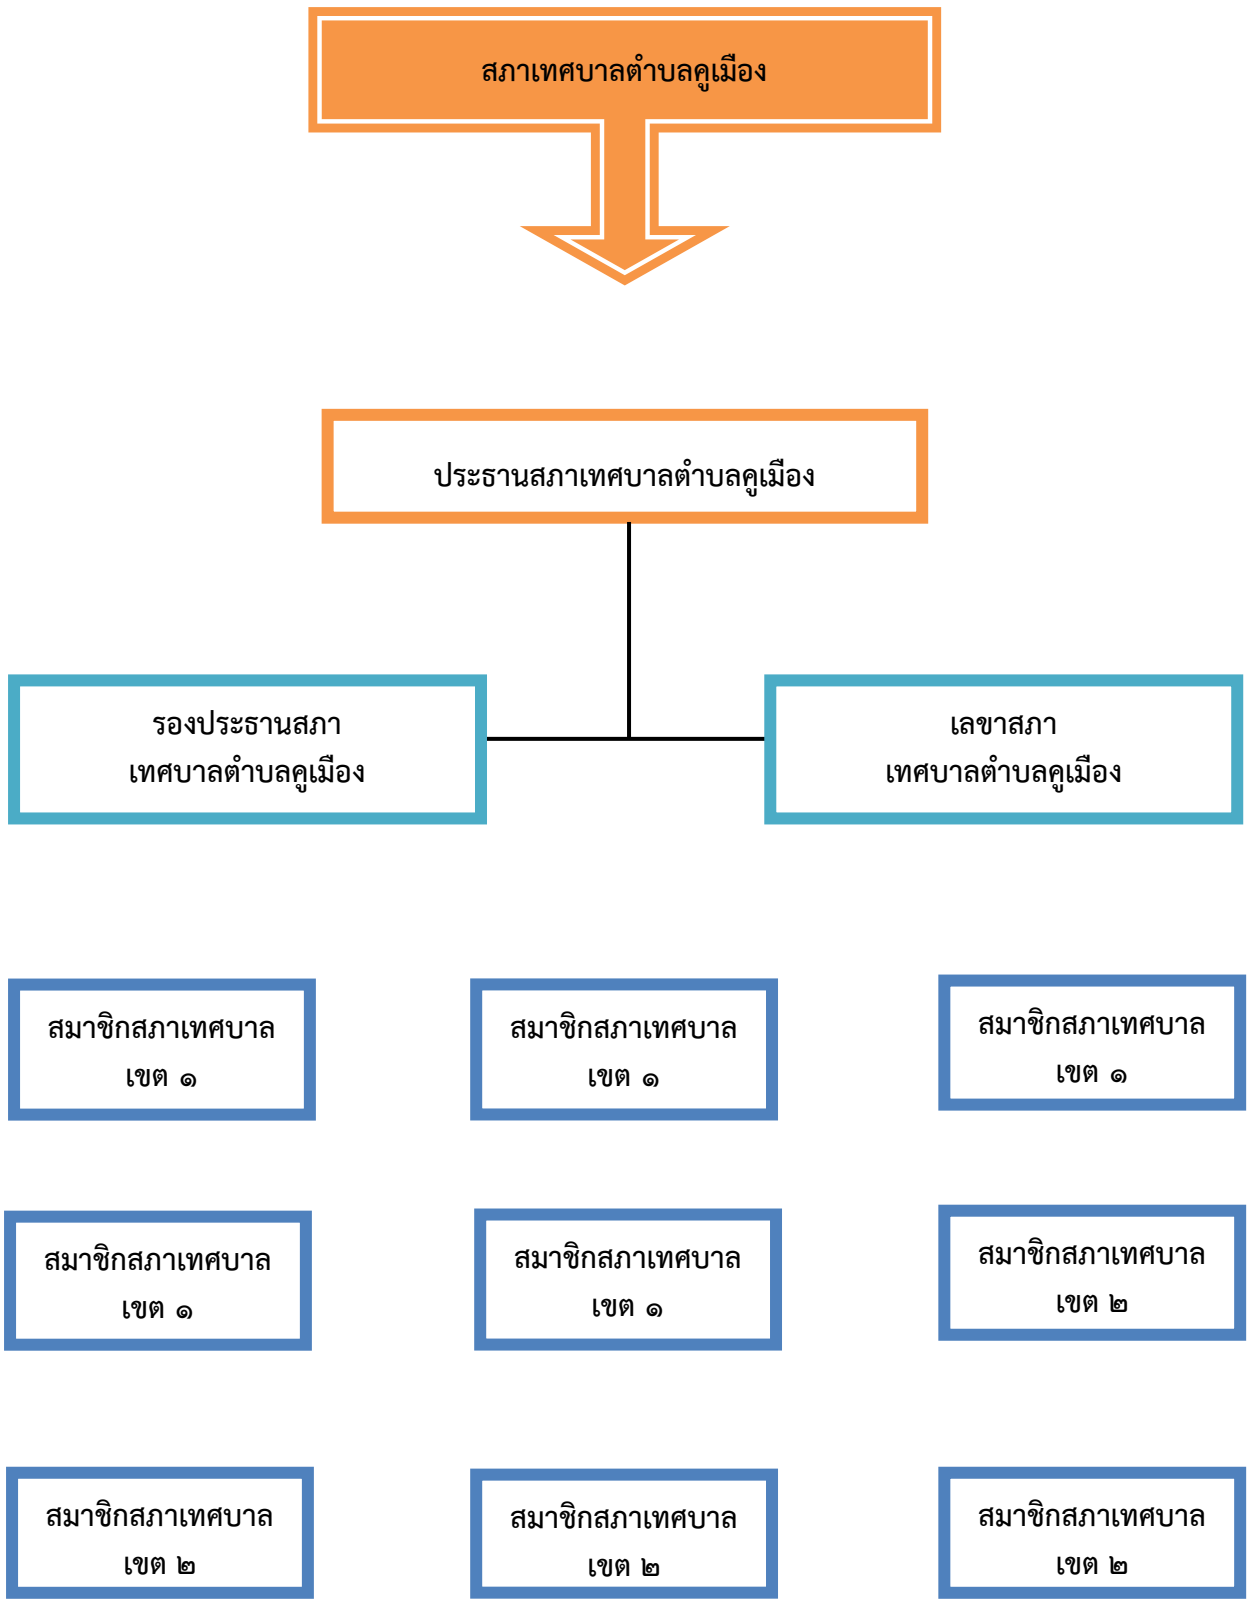 สภาเทศบาลตำบลคูเมือง
ประธานสภาเทศบาลตำบลคูเมือง
รองประธานสภา
เทศบาลตำบลคูเมือง
เลขาสภา
เทศบาลตำบลคูเมือง
สมาชิกสภาเทศบาล
เขต ๑
สมาชิกสภาเทศบาล
เขต ๑
สมาชิกสภาเทศบาล
เขต ๑
สมาชิกสภาเทศบาล
เขต ๑
สมาชิกสภาเทศบาล
เขต ๑
สมาชิกสภาเทศบาล
เขต ๒
สมาชิกสภาเทศบาล
เขต ๒
สมาชิกสภาเทศบาล
เขต ๒
สมาชิกสภาเทศบาล
เขต ๒